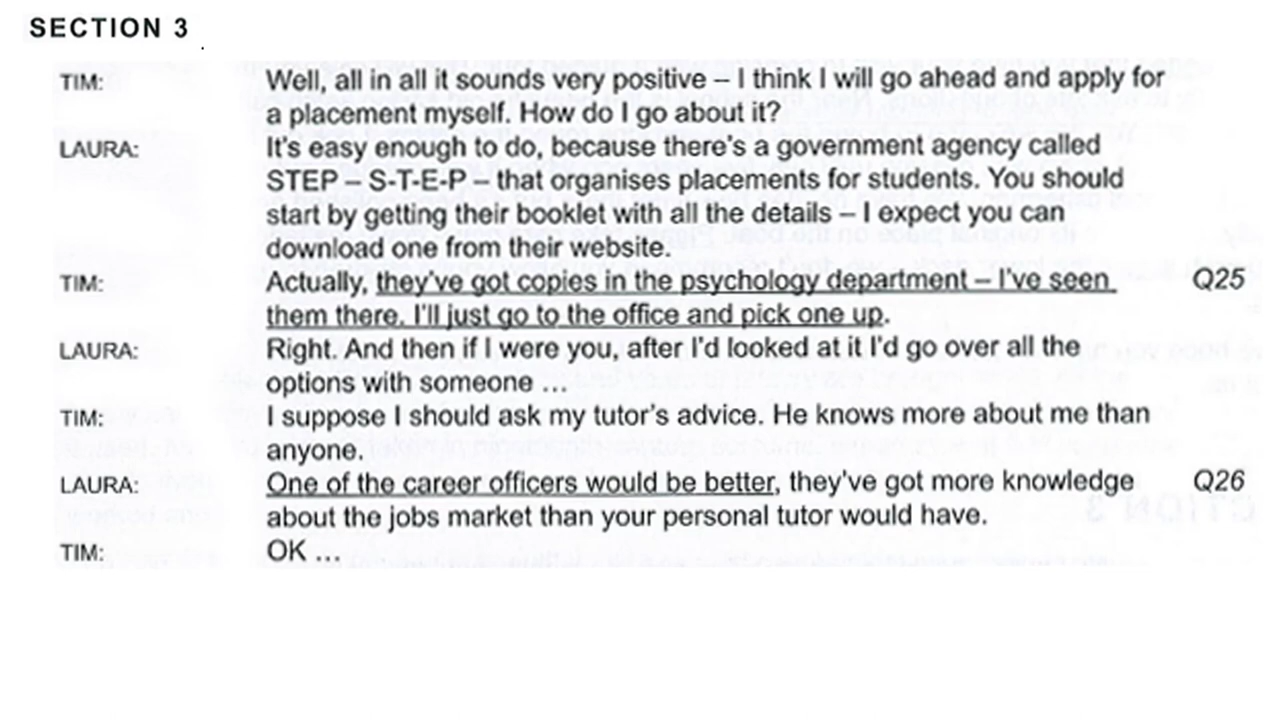 SECTION 3
TIM: Well, all in all it sounds very positive – I think I will go ahead and apply for
a placement myself. How do I go about it?
LAURA: It's easy enough to do, because there's a government agency called
STEP – S-T-E-P – that organises placements for students. You should
start by getting their booklet with all the details – I expect you can
download one from their website.
TIM: Actually, they've got copies in the psychology department – I've seen Q25
them there. I'll just go to the office and pick one up.
LAURA: Right. And then if I were you, after I'd looked at it I'd go over all the
options with someone ...
TIM: I suppose I should ask my tutor's advice. He knows more about me than
anyone.
LAURA: One of the career officers would be better, they've got more knowledge Q26
about the jobs market than your personal tutor would have.
TIM: OK ...